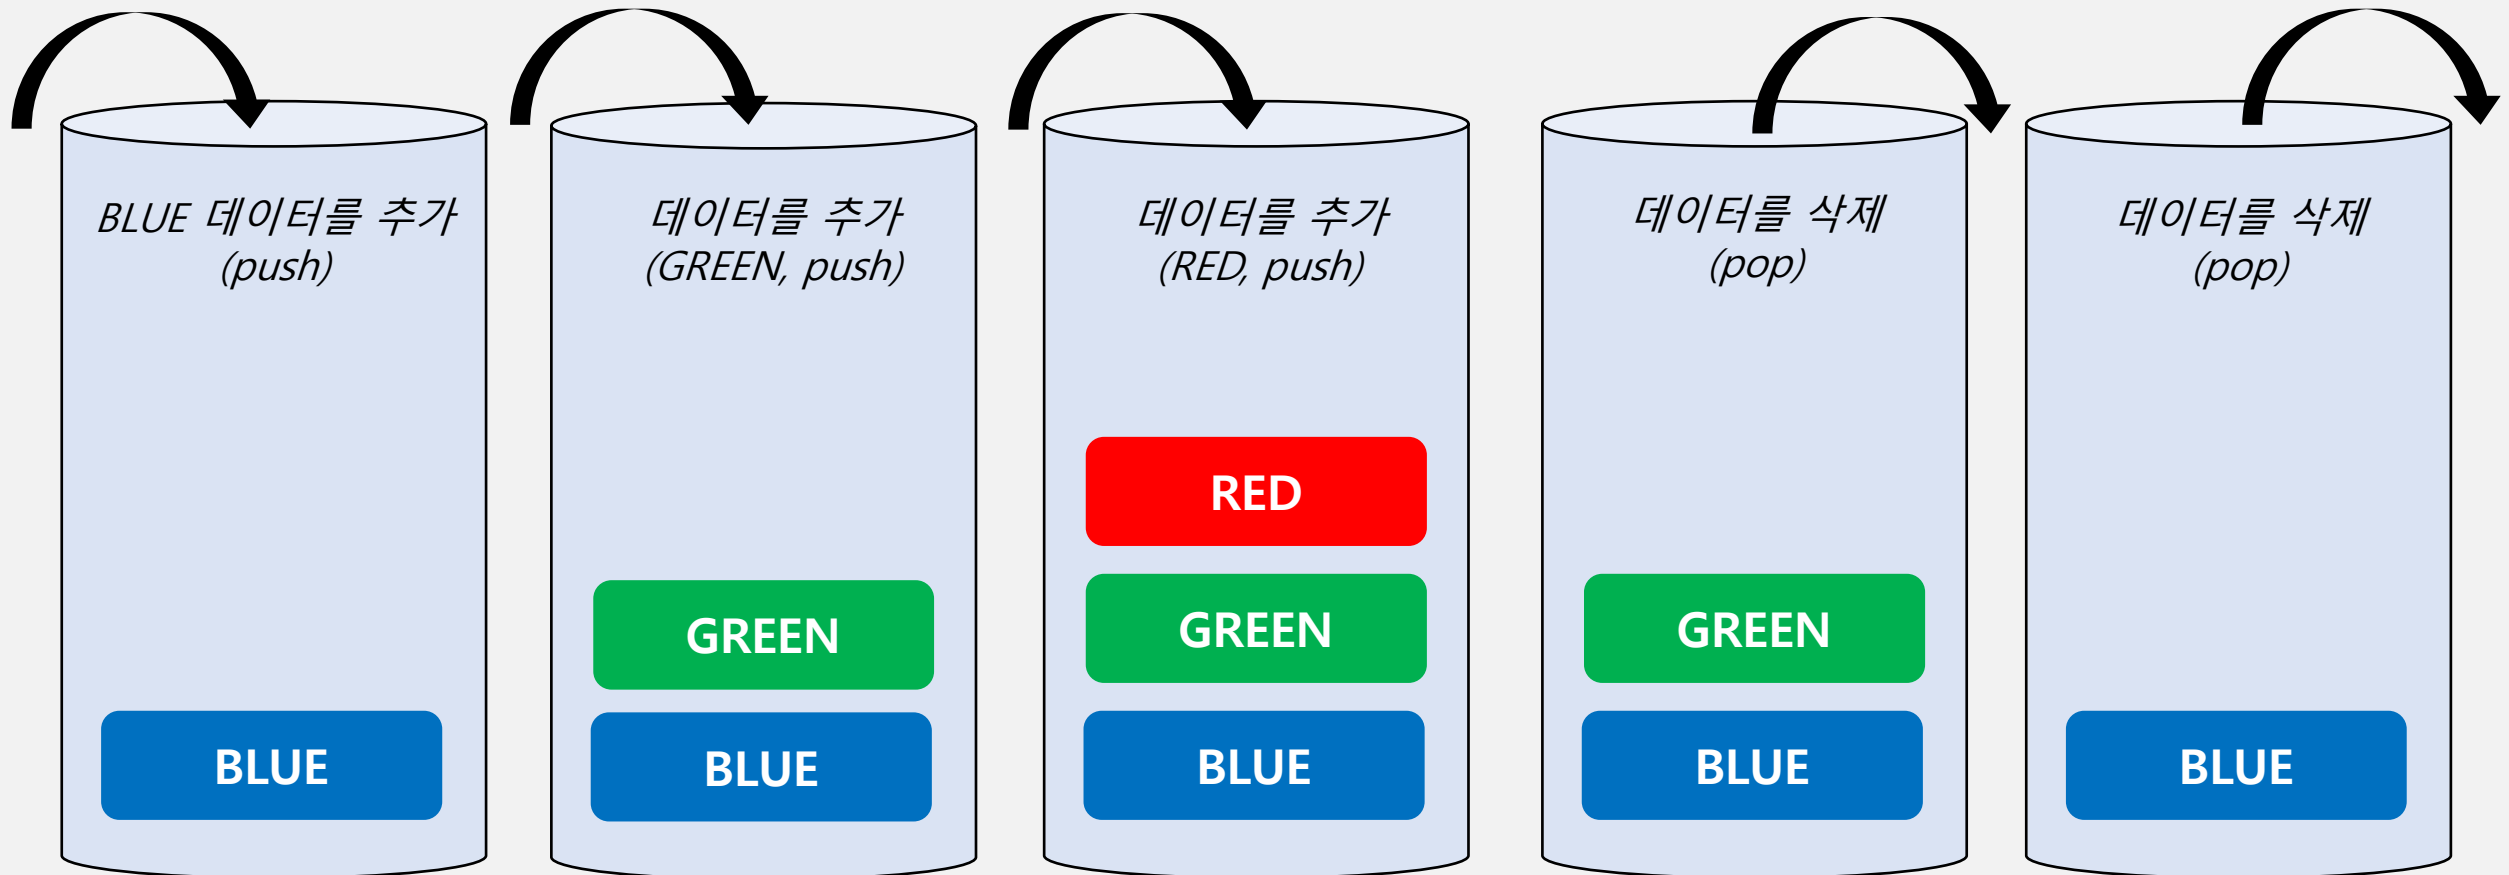 BLUE 데이터를 추가
(push)
BLUE
데이터를 추가
(GREEN, push)
GREEN
BLUE
데이터를 추가
(RED, push)
RED
GREEN
BLUE
데이터를 삭제
(pop)
GREEN
BLUE
데이터를 삭제
(pop)
BLUE